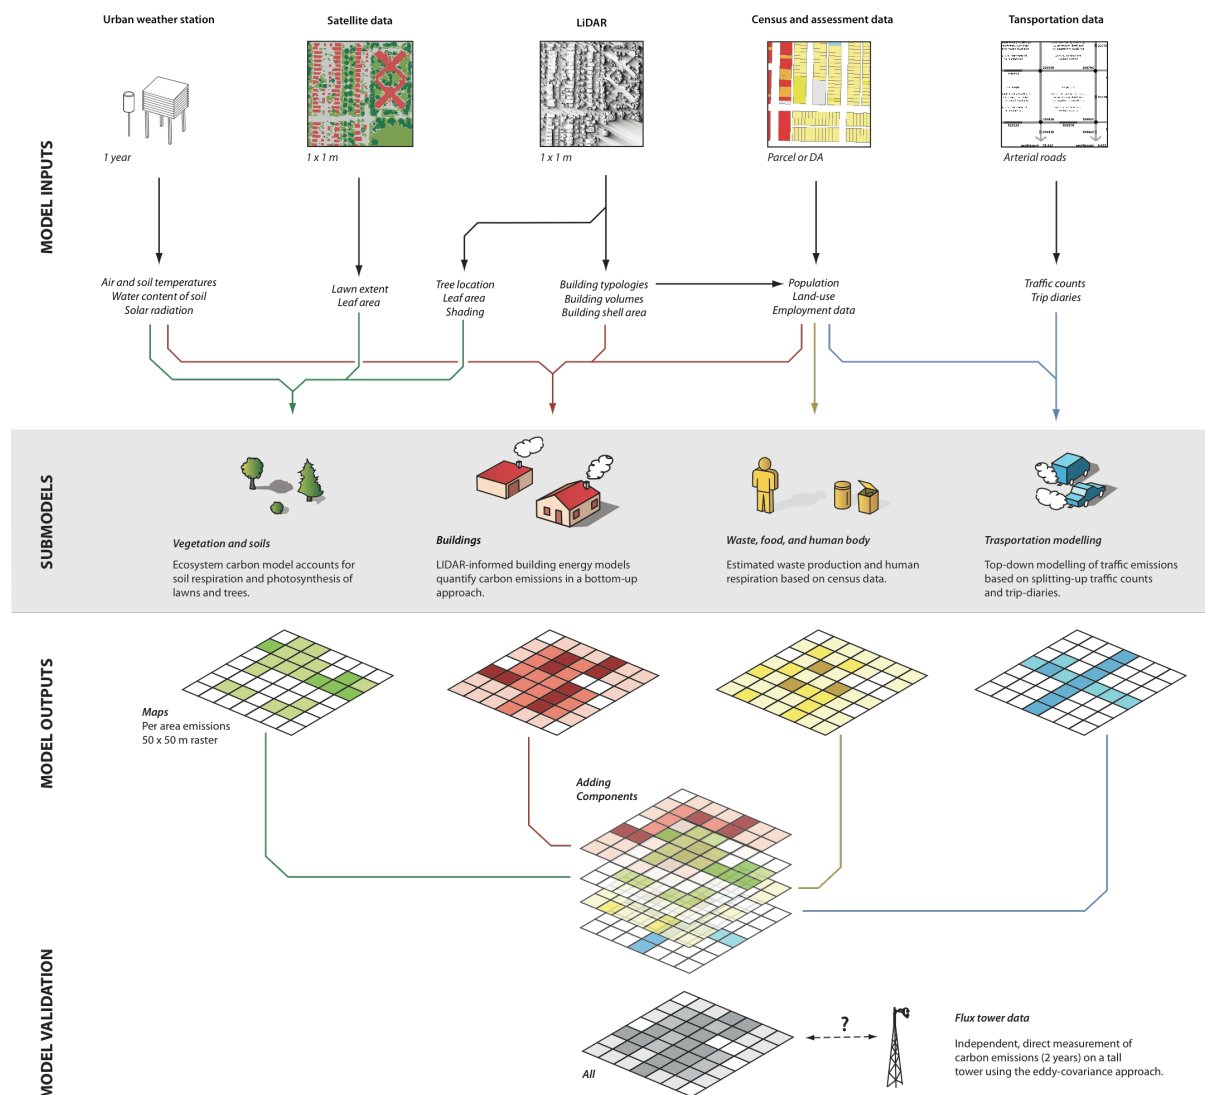 Urban weather station
Satellite data
LiDAR
Census and assessment data
Tansportation data
1 year
1 x 1 m
1 x 1 m
Parcel or DA
Arterial roads
MODEL INPUTS
Air and soil temperatures
Water content of soil
Solar radiation
Lawn extent
Leaf area
Tree location
Leaf area
Shading
Building typologies
Building volumes
Building shell area
Population
Land-use
Employment data
Traffic counts
Trip diaries
SUBMODELS
Vegetation and soils
Ecosystem carbon model accounts for
soil respiration and photosynthesis of
lawns and trees.
Buildings
LIDAR-informed building energy models
quantify carbon emissions in a bottom-up
approach.
Waste, food, and human body
Estimated waste production and human
respiration based on census data.
Trasportation modelling
Top-down modelling of traffic emissions
based on splitting-up traffic counts
and trip-diaries.
MODEL OUTPUTS
Maps
Per area emissions
50 x 50 m raster
Adding
Components
MODEL VALIDATION
All
?
Flux tower data
Independent, direct measurement of
carbon emissions (2 years) on a tall
tower using the eddy-covariance approach.